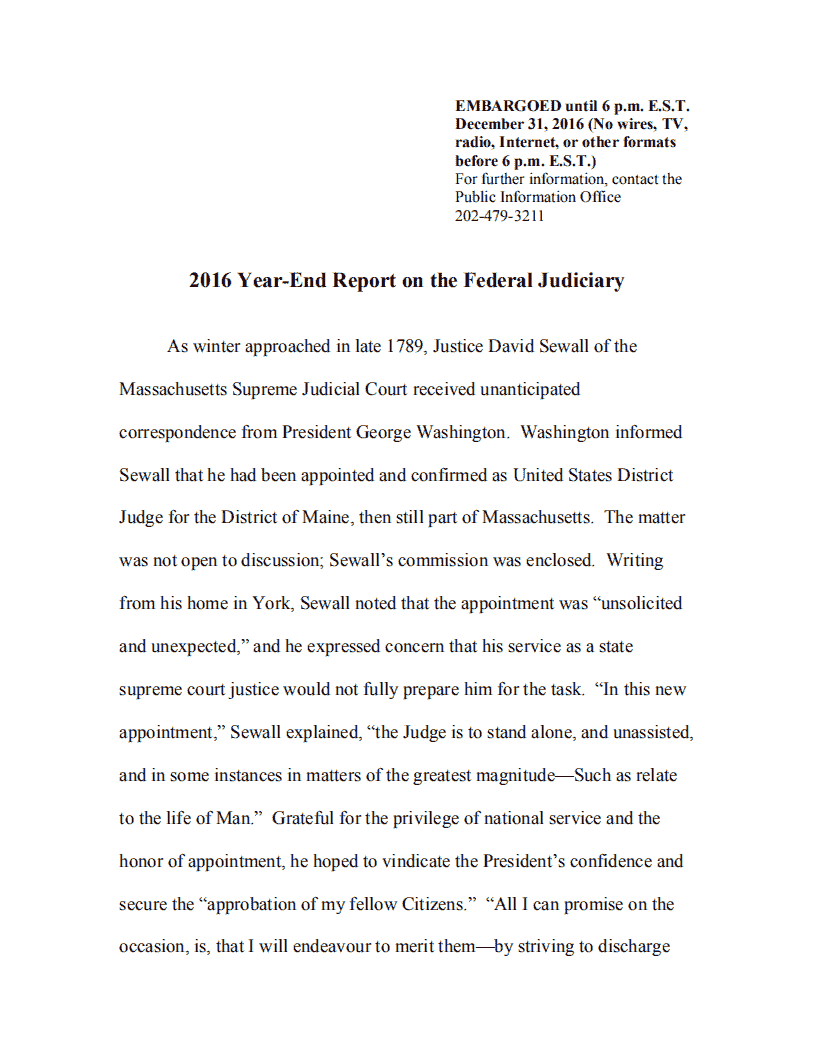 EMBARGOED until 6 p.m. E.S.T.
December 31, 2016 (No wires, TV,
radio, Internet, or other formats
before 6 p.m. E.S.T.)
For further information, contact the
Public Information Office
202-479-3211
2016 Year-End Report on the Federal Judiciary
As winter approached in late 1789, Justice David Sewall of the
Massachusetts Supreme Judicial Court received unanticipated
correspondence from President George Washington.  Washington informed
Sewall that he had been appointed and confirmed as United States District
Judge for the District of Maine, then still part of Massachusetts.  The matter
was not open to discussion; Sewall’s commission was enclosed.  Writing
from his home in York, Sewall noted that the appointment was “unsolicited
and unexpected,” and he expressed concern that his service as a state
supreme court justice would not fully prepare him for the task.  “In this new
appointment,” Sewall explained, “the Judge is to stand alone, and unassisted,
and in some instances in matters of the greatest magnitude—Such as relate
to the life of Man.”  Grateful for the privilege of national service and the
honor of appointment, he hoped to vindicate the President’s confidence and
secure the “approbation of my fellow Citizens.”  “All I can promise on the
occasion, is, that I will endeavour to merit them—by striving to discharge